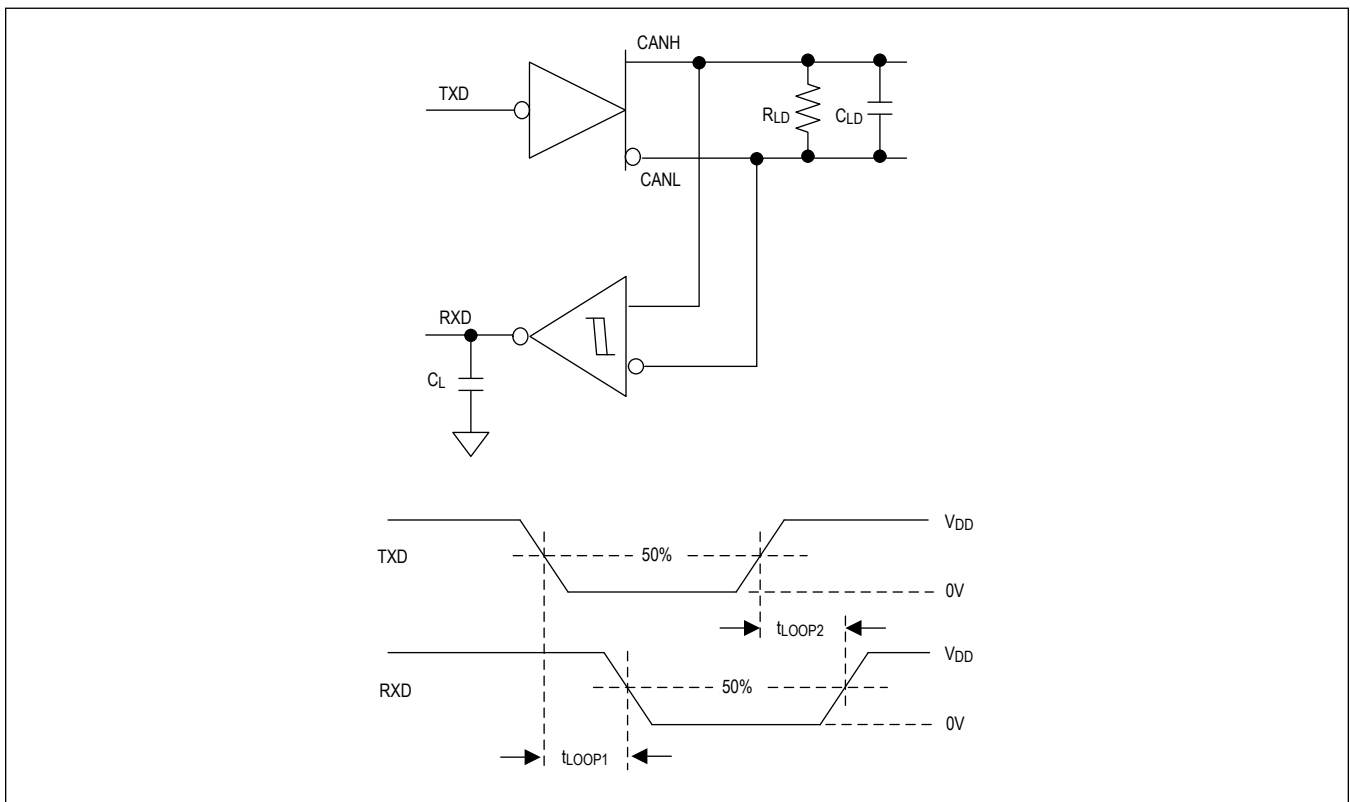 CANH
TXD
RLD
CLD
CANL
RXD
CL
VDD
TXD
50%
0V
tLOOP2
VDD
RXD
50%
0V
tLOOP1